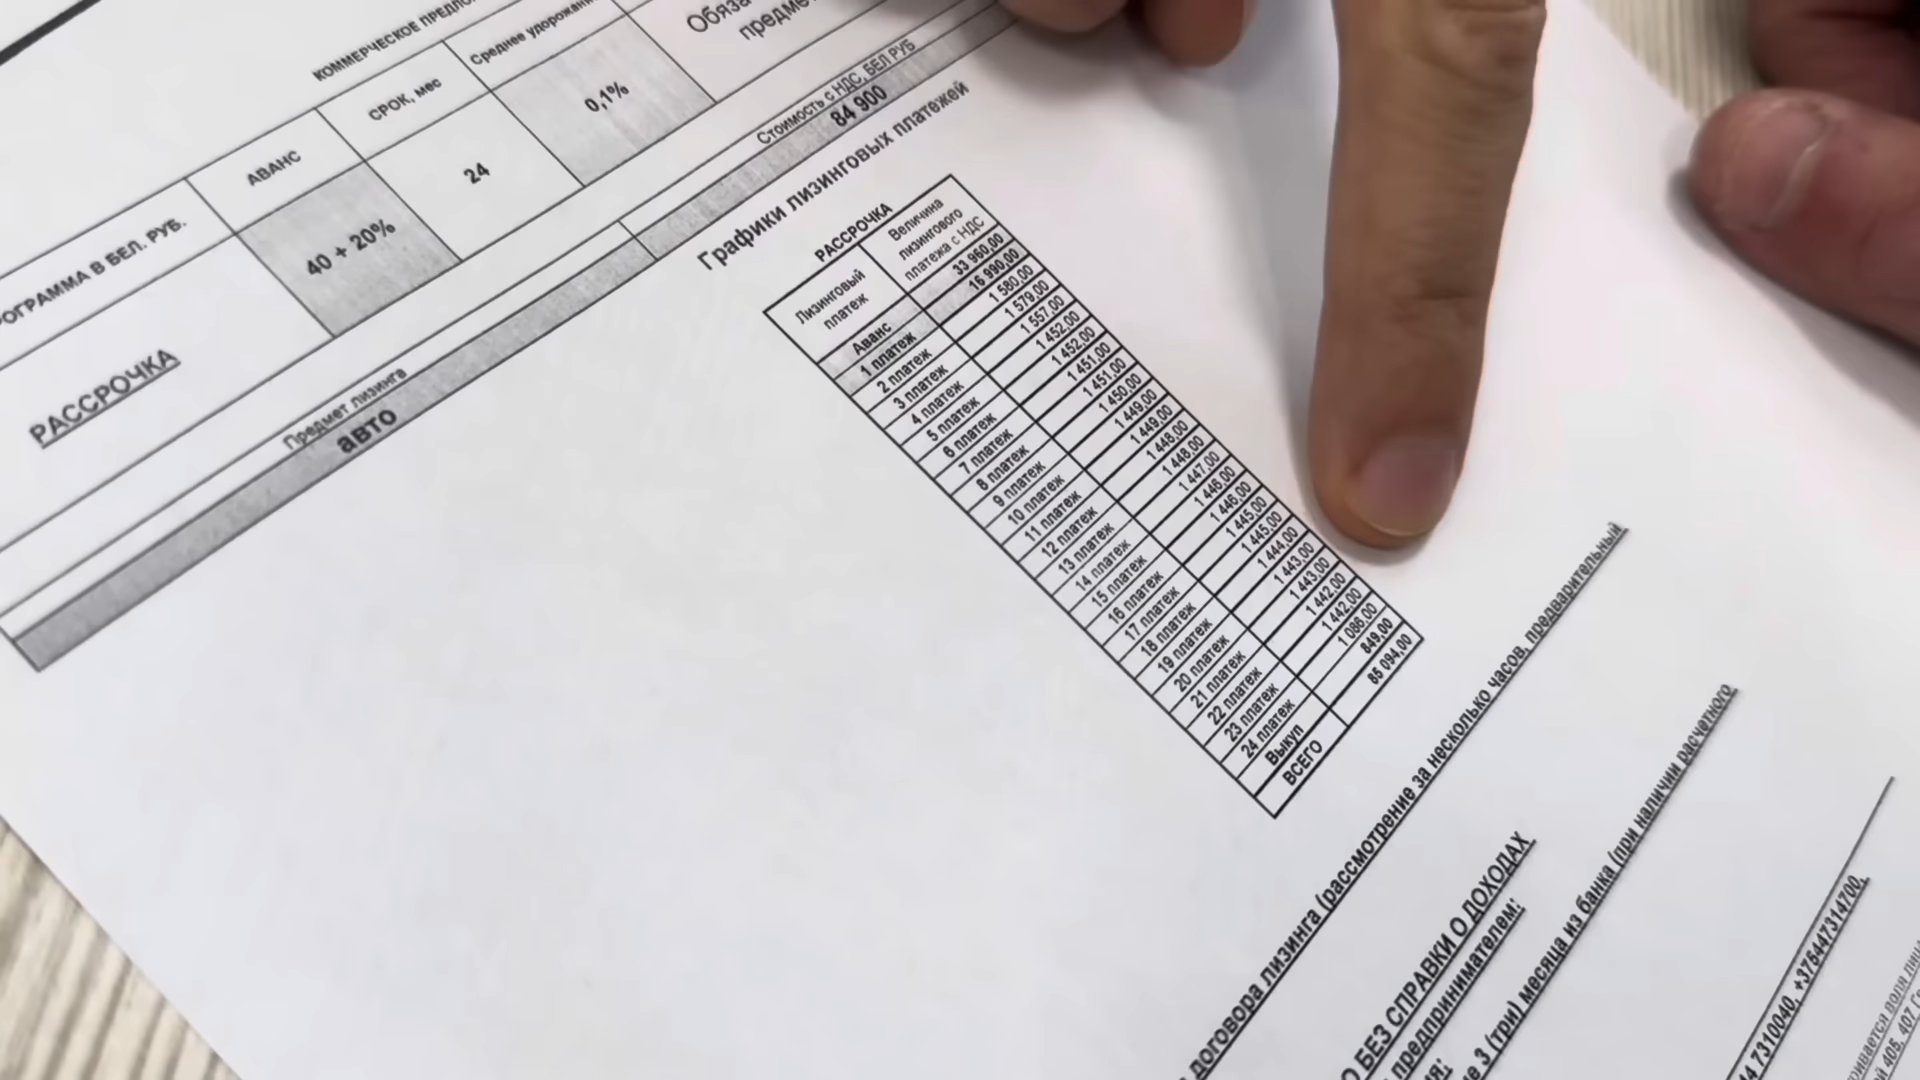 КОММЕРЧЕСКОЕ
ПРОГРАММА В БЕЛ. РУБ.
АВАНС
СРОК, мес
Среднее
РАССРОЧКА
40 + 20%
24
0,1%
Предмет лизинга
Стоимость с НДС, БЕЛ РУБ
авто
84 900
Графики лизинговых платежей
РАССРОЧКА
Лизинговый
платеж
Величина
лизингового
платежа с НДС
Аванс 33 960,00
1 платеж 16 990,00
2 платеж 1 580,00
3 платеж 1 579,00
4 платеж 1 557,00
5 платеж 1 452,00
6 платеж 1 452,00
7 платеж 1 451,00
8 платеж 1 451,00
9 платеж 1 450,00
10 платеж 1 449,00
11 платеж 1 449,00
12 платеж 1 448,00
13 платеж 1 448,00
14 платеж 1 447,00
15 платеж 1 446,00
16 платеж 1 446,00
17 платеж 1 445,00
18 платеж 1 445,00
19 платеж 1 444,00
20 платеж 1 443,00
21 платеж 1 443,00
22 платеж 1 442,00
23 платеж 1 442,00
24 платеж 1 086,00
Выкуп 849,00
ВСЕГО 85 094,00
договора лизинга (рассмотрение за несколько часов, предварительный
О БЕЗ СПРАВКИ О ДОХОДАХ
предпринимателем:
3 (три) месяца из банка (при наличии расчетного
44 7310040, +375447314700,
405, 407